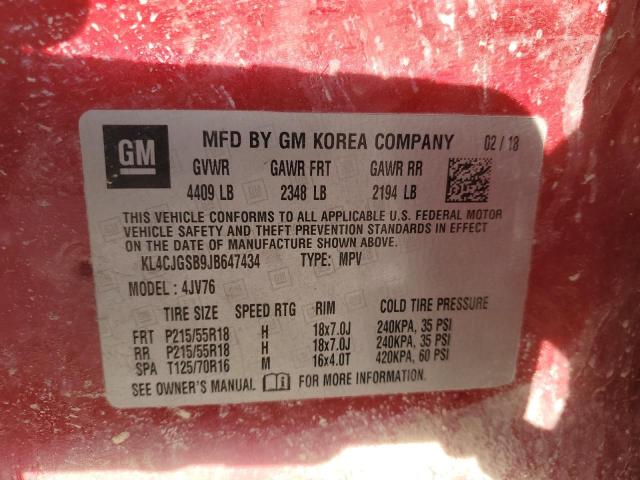 GM MFD BY GM KOREA COMPANY 02 / 18
GVWR GAWR FRT GAWR RR
4409 LB 2348 LB 2194 LB
THIS VEHICLE CONFORMS TO ALL APPLICABLE U.S. FEDERAL MOTOR
VEHICLE SAFETY AND THEFT PREVENTION STANDARDS IN EFFECT
ON THE DATE OF MANUFACTURE SHOWN ABOVE.
KL4CJGSB9JB647434 TYPE: MPV
MODEL : 4JV76
TIRE SIZE SPEED RTG RIM COLD TIRE PRESSURE
FRT P215/55R18 H 18x7.0J 240KPA, 35 PSI
RR P215/55R18 H 18x7.0J 240KPA, 35 PSI
SPA T125/70R16 M 16x4.0T 420KPA, 60 PSI
SEE OWNER'S MANUAL FOR MORE INFORMATION.